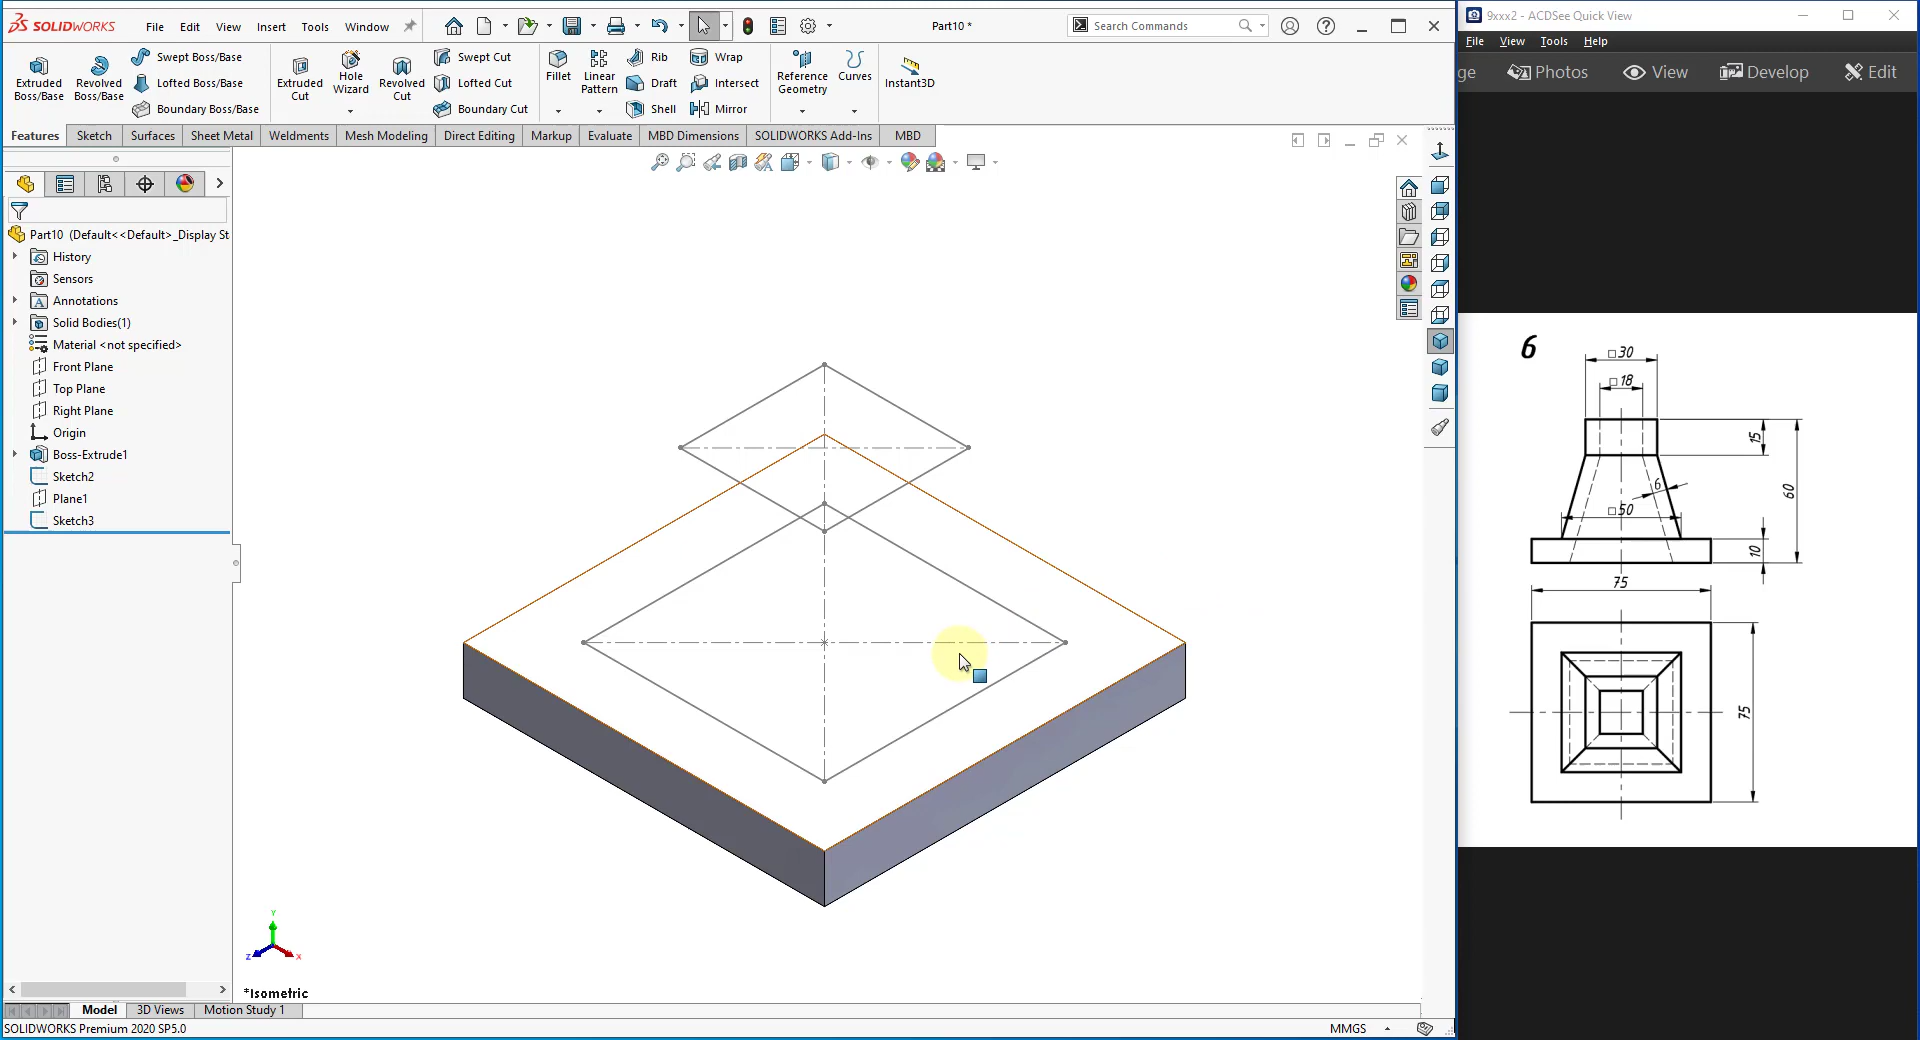 SOLIDWORKS
File Edit View Insert Tools Window
Part10 *
Search Commands
9xxx2 - ACDSee Quick View
File View Tools Help
ge Photos View Develop Edit
Extruded Boss/Base
Revolved Boss/Base
Swept Boss/Base
Lofted Boss/Base
Boundary Boss/Base
Extruded Cut
Hole Wizard
Revolved Cut
Swept Cut
Lofted Cut
Boundary Cut
Fillet
Linear Pattern
Rib
Draft
Shell
Wrap
Intersect
Mirror
Reference Geometry
Curves
Instant3D
Features Sketch Surfaces Sheet Metal Weldments Mesh Modeling Direct Editing Markup Evaluate MBD Dimensions SOLIDWORKS Add-Ins MBD
Part10 (Default<<Default>_Display St
History
Sensors
Annotations
Solid Bodies(1)
Material <not specified>
Front Plane
Top Plane
Right Plane
Origin
Boss-Extrude1
Sketch2
Plane1
Sketch3
Y
Z
X
*Isometric
Model 3D Views Motion Study 1
SOLIDWORKS Premium 2020 SP5.0
MMGS
6
□30
□18
15
6
60
□50
10
75
75